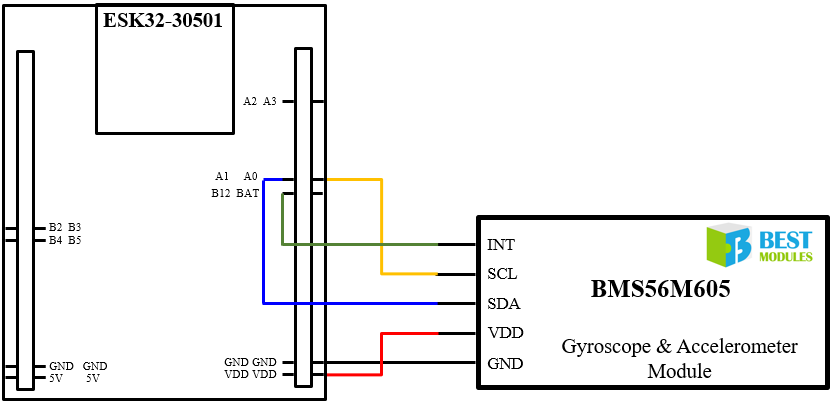 ESK32-30501
A2 A3
A1 A0
B12 BAT
B2 B3
B4 B5
GND GND
5V 5V
GND GND
VDD VDD
INT
SCL
SDA
VDD
GND
BEST
MODULES
BMS56M605
Gyroscope & Accelerometer
Module